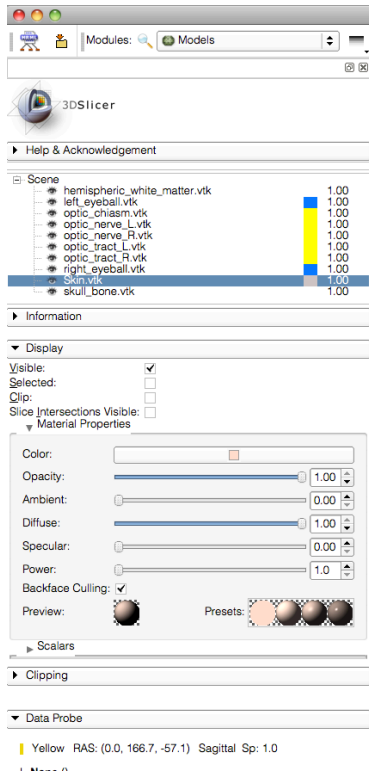 Modules: Models
3DSlicer
Help & Acknowledgement
Scene
hemispheric_white_matter.vtk 1.00
left_eyeball.vtk 1.00
optic_chiasm.vtk 1.00
optic_nerve_L.vtk 1.00
optic_nerve_R.vtk 1.00
optic_tract_L.vtk 1.00
optic_tract_R.vtk 1.00
right_eyeball.vtk 1.00
Skin.vtk 1.00
skull_bone.vtk 1.00
Information
Display
Visible:
Selected:
Clip:
Slice Intersections Visible:
Material Properties
Color:
Opacity: 1.00
Ambient: 0.00
Diffuse: 1.00
Specular: 0.00
Power: 1.0
Backface Culling:
Preview: Presets:
Scalars
Clipping
Data Probe
Yellow RAS: (0.0, 166.7, -57.1) Sagittal Sp: 1.0
L None ()